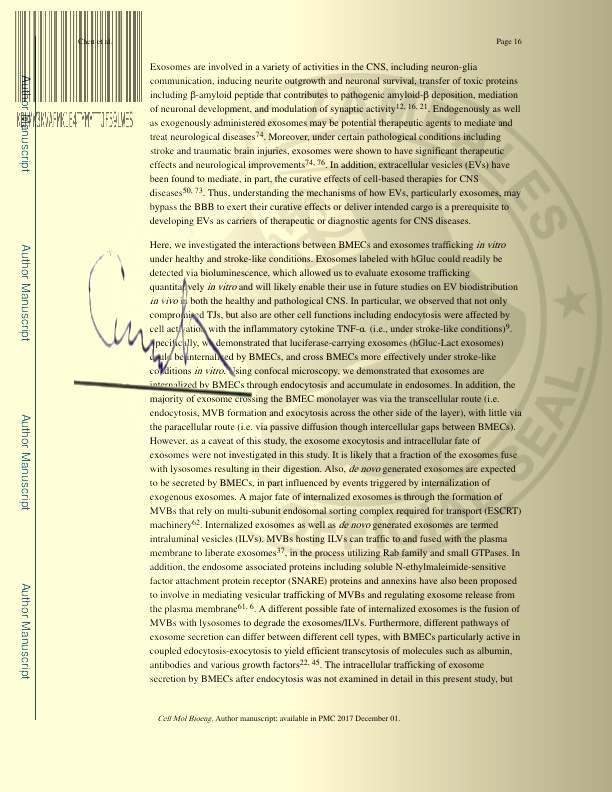 Chen et al.
Page 16
Exosomes are involved in a variety of activities in the CNS, including neuron-glia
communication, inducing neurite outgrowth and neuronal survival, transfer of toxic proteins
including β-amyloid peptide that contributes to pathogenic amyloid-β deposition, mediation
of neuronal development, and modulation of synaptic activity12, 16, 21. Endogenously as well
as exogenously administered exosomes may be potential therapeutic agents to mediate and
treat neurological diseases74. Moreover, under certain pathological conditions including
stroke and traumatic brain injuries, exosomes were shown to have significant therapeutic
effects and neurological improvements74, 76. In addition, extracellular vesicles (EVs) have
been found to mediate, in part, the curative effects of cell-based therapies for CNS
diseases50, 73. Thus, understanding the mechanisms of how EVs, particularly exosomes, may
bypass the BBB to exert their curative effects or deliver intended cargo is a prerequisite to
developing EVs as carriers of therapeutic or diagnostic agents for CNS diseases.
Here, we investigated the interactions between BMECs and exosomes trafficking in vitro
under healthy and stroke-like conditions. Exosomes labeled with hGluc could readily be
detected via bioluminescence, which allowed us to evaluate exosome trafficking
quantitatively in vitro and will likely enable their use in future studies on EV biodistribution
in vivo in both the healthy and pathological CNS. In particular, we observed that not only
compromised TJs, but also are other cell functions including endocytosis were affected by
cell activation with the inflammatory cytokine TNF-α (i.e., under stroke-like conditions)9.
Specifically, we demonstrated that luciferase-carrying exosomes (hGluc-Lact exosomes)
could be internalized by BMECs, and cross BMECs more effectively under stroke-like
conditions in vitro. Using confocal microscopy, we demonstrated that exosomes are
internalized by BMECs through endocytosis and accumulate in endosomes. In addition, the
majority of exosome crossing the BMEC monolayer was via the transcellular route (i.e.
endocytosis, MVB formation and exocytosis across the other side of the layer), with little via
the paracellular route (i.e. via passive diffusion though intercellular gaps between BMECs).
However, as a caveat of this study, the exosome exocytosis and intracellular fate of
exosomes were not investigated in this study. It is likely that a fraction of the exosomes fuse
with lysosomes resulting in their digestion. Also, de novo generated exosomes are expected
to be secreted by BMECs, in part influenced by events triggered by internalization of
exogenous exosomes. A major fate of internalized exosomes is through the formation of
MVBs that rely on multi-subunit endosomal sorting complex required for transport (ESCRT)
machinery62. Internalized exosomes as well as de novo generated exosomes are termed
intraluminal vesicles (ILVs). MVBs hosting ILVs can traffic to and fused with the plasma
membrane to liberate exosomes37, in the process utilizing Rab family and small GTPases. In
addition, the endosome associated proteins including soluble N-ethylmaleimide-sensitive
factor attachment protein receptor (SNARE) proteins and annexins have also been proposed
to involve in mediating vesicular trafficking of MVBs and regulating exosome release from
the plasma membrane61, 6. A different possible fate of internalized exosomes is the fusion of
MVBs with lysosomes to degrade the exosomes/ILVs. Furthermore, different pathways of
exosome secretion can differ between different cell types, with BMECs particularly active in
coupled edocytosis-exocytosis to yield efficient transcytosis of molecules such as albumin,
antibodies and various growth factors22, 45. The intracellular trafficking of exosome
secretion by BMECs after endocytosis was not examined in detail in this present study, but
Cell Mol Bioeng. Author manuscript; available in PMC 2017 December 01.
Author Manuscript
Author Manuscript
Author Manuscript
Author Manuscript
OFFICIAL SEAL